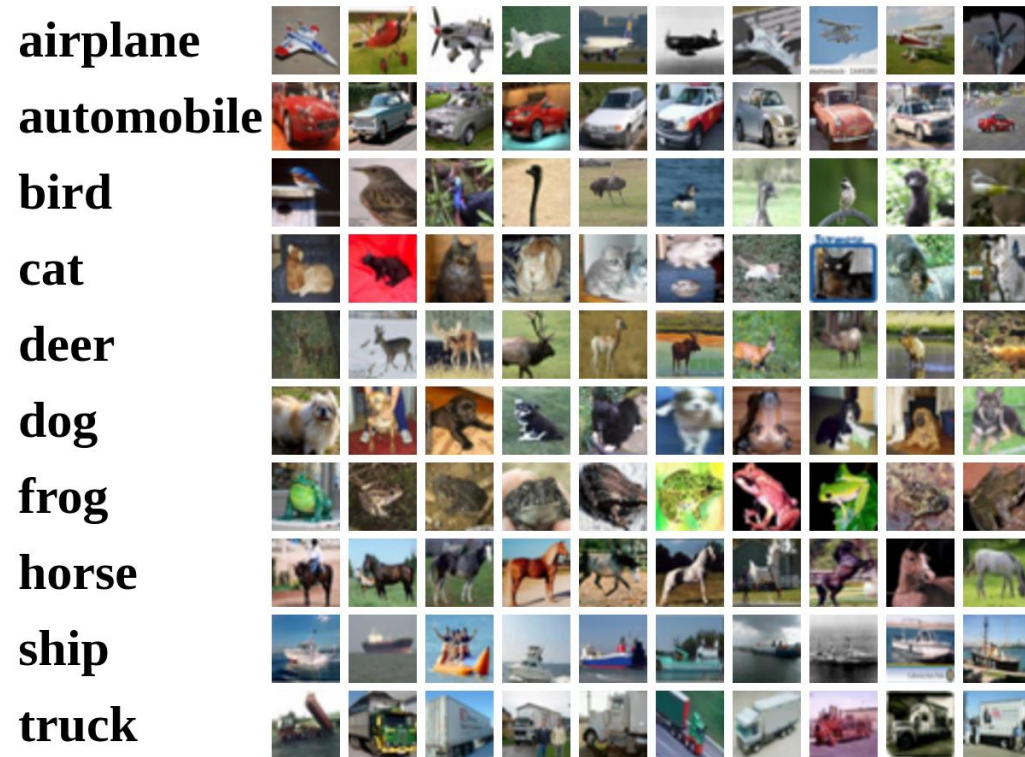 airplane
automobile
bird
cat
deer
dog
frog
horse
ship
truck